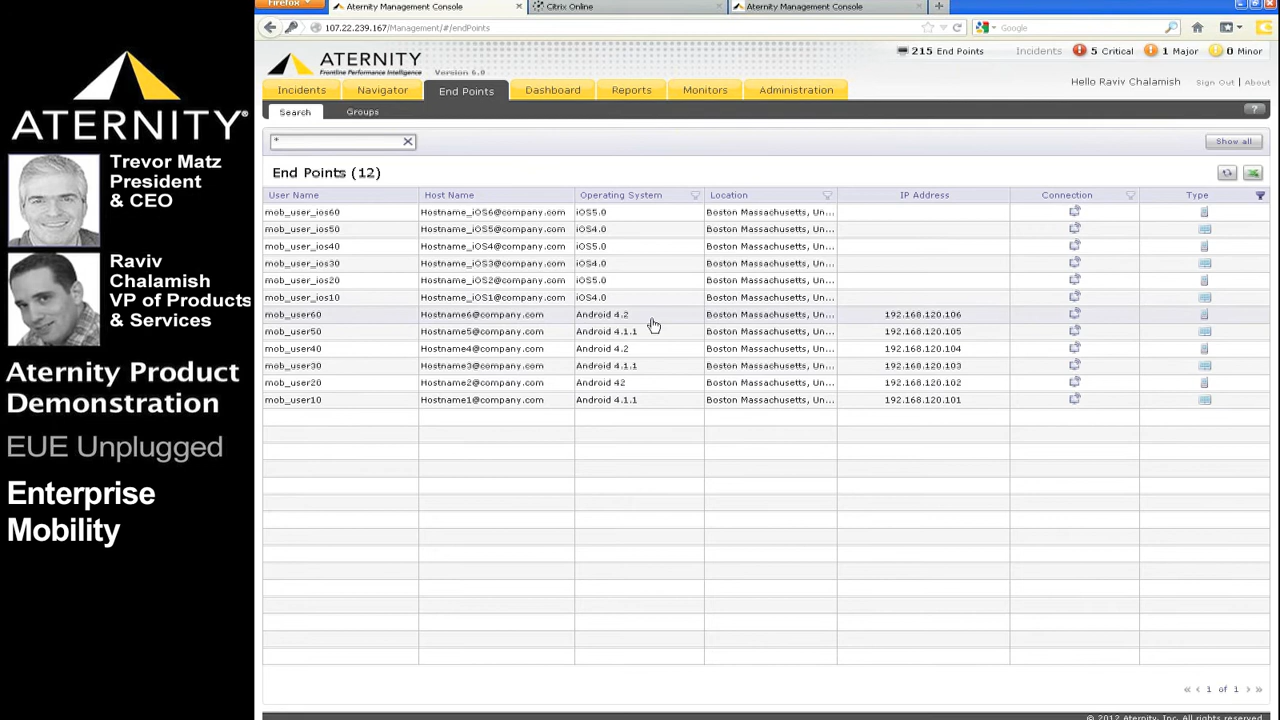 ATERNITY®
Trevor Matz
President
& CEO
Raviv
Chalamish
VP of Products
& Services
Aternity Product
Demonstration
EUE Unplugged
Enterprise
Mobility
Firefox
Aternity Management Console
Citrix Online
Aternity Management Console
107.22.239.167/Management/#/endPoints
Google
ATERNITY
Frontline Performance Intelligence
Version 6.0
215 End Points Incidents 5 Critical 1 Major 0 Minor
Hello Raviv Chalamish Sign Out | About
Incidents Navigator End Points Dashboard Reports Monitors Administration
Search Groups ?
* Show all
End Points (12)
User Name Host Name Operating System Location IP Address Connection Type
mob_user_ios60 Hostname_iOS6@company.com iOS5.0 Boston Massachusetts, Un...
mob_user_ios50 Hostname_iOS5@company.com iOS4.0 Boston Massachusetts, Un...
mob_user_ios40 Hostname_iOS4@company.com iOS5.0 Boston Massachusetts, Un...
mob_user_ios30 Hostname_iOS3@company.com iOS4.0 Boston Massachusetts, Un...
mob_user_ios20 Hostname_iOS2@company.com iOS5.0 Boston Massachusetts, Un...
mob_user_ios10 Hostname_iOS1@company.com iOS4.0 Boston Massachusetts, Un...
mob_user60 Hostname6@company.com Android 4.2 Boston Massachusetts, Un... 192.168.120.106
mob_user50 Hostname5@company.com Android 4.1.1 Boston Massachusetts, Un... 192.168.120.105
mob_user40 Hostname4@company.com Android 4.2 Boston Massachusetts, Un... 192.168.120.104
mob_user30 Hostname3@company.com Android 4.1.1 Boston Massachusetts, Un... 192.168.120.103
mob_user20 Hostname2@company.com Android 42 Boston Massachusetts, Un... 192.168.120.102
mob_user10 Hostname1@company.com Android 4.1.1 Boston Massachusetts, Un... 192.168.120.101
1 of 1
© 2012 Aternity, Inc. All rights reserved.